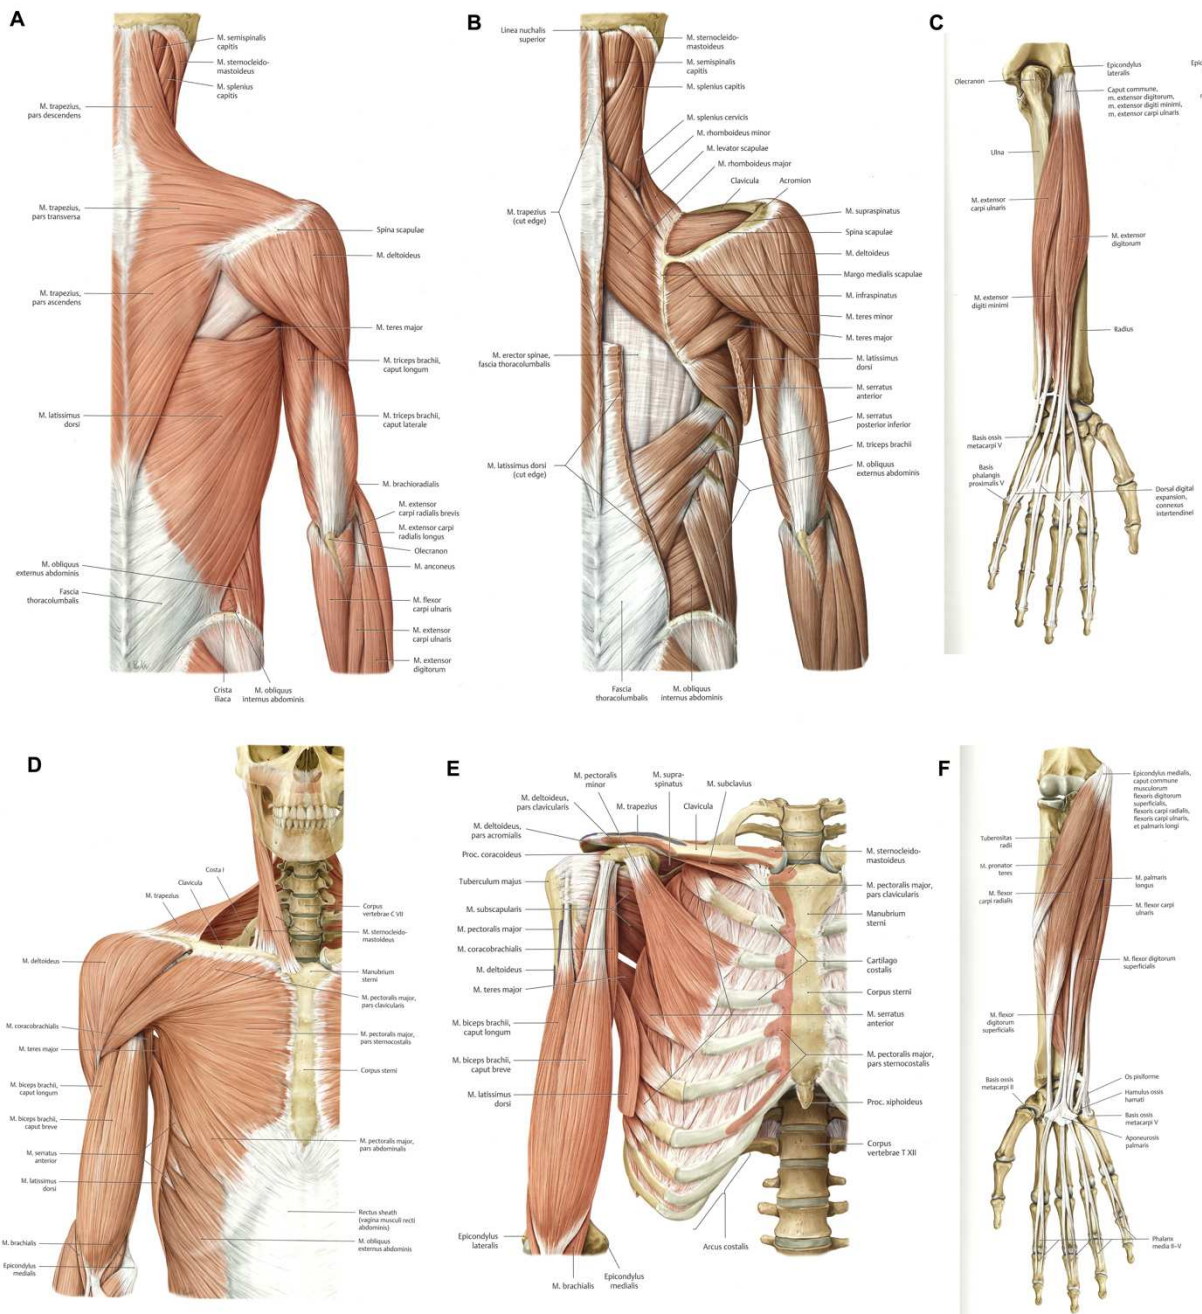 A
M. semispinalis
capitis
M. sternocleido-
mastoideus
M. splenius
capitis
M. trapezius,
pars descendens
M. trapezius,
pars transversa
Spina scapulae
M. deltoideus
M. trapezius,
pars ascendens
M. teres major
M. triceps brachii,
caput longum
M. latissimus
dorsi
M. triceps brachii,
caput laterale
M. brachioradialis
M. extensor
carpi radialis brevis
M. extensor carpi
radialis longus
Olecranon
M. anconeus
M. obliquus
externus abdominis
Fascia
thoracolumbalis
M. flexor
carpi ulnaris
M. extensor
carpi ulnaris
M. extensor
digitorum
Crista
iliaca
M. obliquus
internus abdominis
B
Linea nuchalis
superior
M. sternocleido-
mastoideus
M. semispinalis
capitis
M. splenius capitis
M. splenius cervicis
M. rhomboideus minor
M. levator scapulae
M. rhomboideus major
Clavicula
Acromion
M. trapezius
(cut edge)
M. supraspinatus
Spina scapulae
M. deltoideus
Margo medialis scapulae
M. infraspinatus
M. teres minor
M. teres major
M. erector spinae,
fascia thoracolumbalis
M. latissimus
dorsi
M. serratus
anterior
M. serratus
posterior inferior
M. triceps brachii
M. obliquus
externus abdominis
M. latissimus dorsi
(cut edge)
Fascia
thoracolumbalis
M. obliquus
internus abdominis
C
Olecranon
Epicondylus
lateralis
Caput commune,
m. extensor digitorum,
m. extensor digiti minimi,
m. extensor carpi ulnaris
Epic
Ulna
M. extensor
carpi ulnaris
M. extensor
digitorum
M. extensor
digiti minimi
Radius
Basis ossis
metacarpi V
Basis
phalangis
proximalis V
Dorsal digital
expansion,
connexus
intertendinei
D
Costa I
Clavicula
M. trapezius
Corpus
vertebrae C VII
M. sternocleido-
mastoideus
M. deltoideus
Manubrium
sterni
M. pectoralis major,
pars clavicularis
M. coracobrachialis
M. teres major
M. pectoralis major,
pars sternocostalis
Corpus sterni
M. biceps brachii,
caput longum
M. biceps brachii,
caput breve
M. serratus
anterior
M. latissimus
dorsi
M. pectoralis major,
pars abdominalis
Rectus sheath
(vagina musculi recti
abdominis)
M. brachialis
Epicondylus
medialis
M. obliquus
externus abdominis
E
M. pectoralis
minor
M. supra-
spinatus
M. subclavius
M. deltoideus,
pars clavicularis
M. trapezius
Clavicula
M. deltoideus,
pars acromialis
Proc. coracoideus
M. sternocleido-
mastoideus
Tuberculum majus
M. pectoralis major,
pars clavicularis
M. subscapularis
M. pectoralis major
Manubrium
sterni
M. coracobrachialis
Cartilago
costalis
M. deltoideus
M. teres major
Corpus sterni
M. biceps brachii,
caput longum
M. serratus
anterior
M. biceps brachii,
caput breve
M. pectoralis major,
pars sternocostalis
M. latissimus
dorsi
Proc. xiphoideus
Corpus
vertebrae T XII
Epicondylus
lateralis
Arcus costalis
M. brachialis
Epicondylus
medialis
F
Epicondylus medialis,
caput commune
musculorum
flexoris digitorum
superficialis,
flexoris carpi radialis,
flexoris carpi ulnaris,
et palmaris longi
Tuberositas
radii
M. pronator
teres
M. palmaris
longus
M. flexor
carpi radialis
M. flexor carpi
ulnaris
M. flexor digitorum
superficialis
M. flexor
digitorum
superficialis
Basis ossis
metacarpi II
Os pisiforme
Hamulus ossis
hamati
Basis ossis
metacarpi V
Aponeurosis
palmaris
Phalanx
media II–V